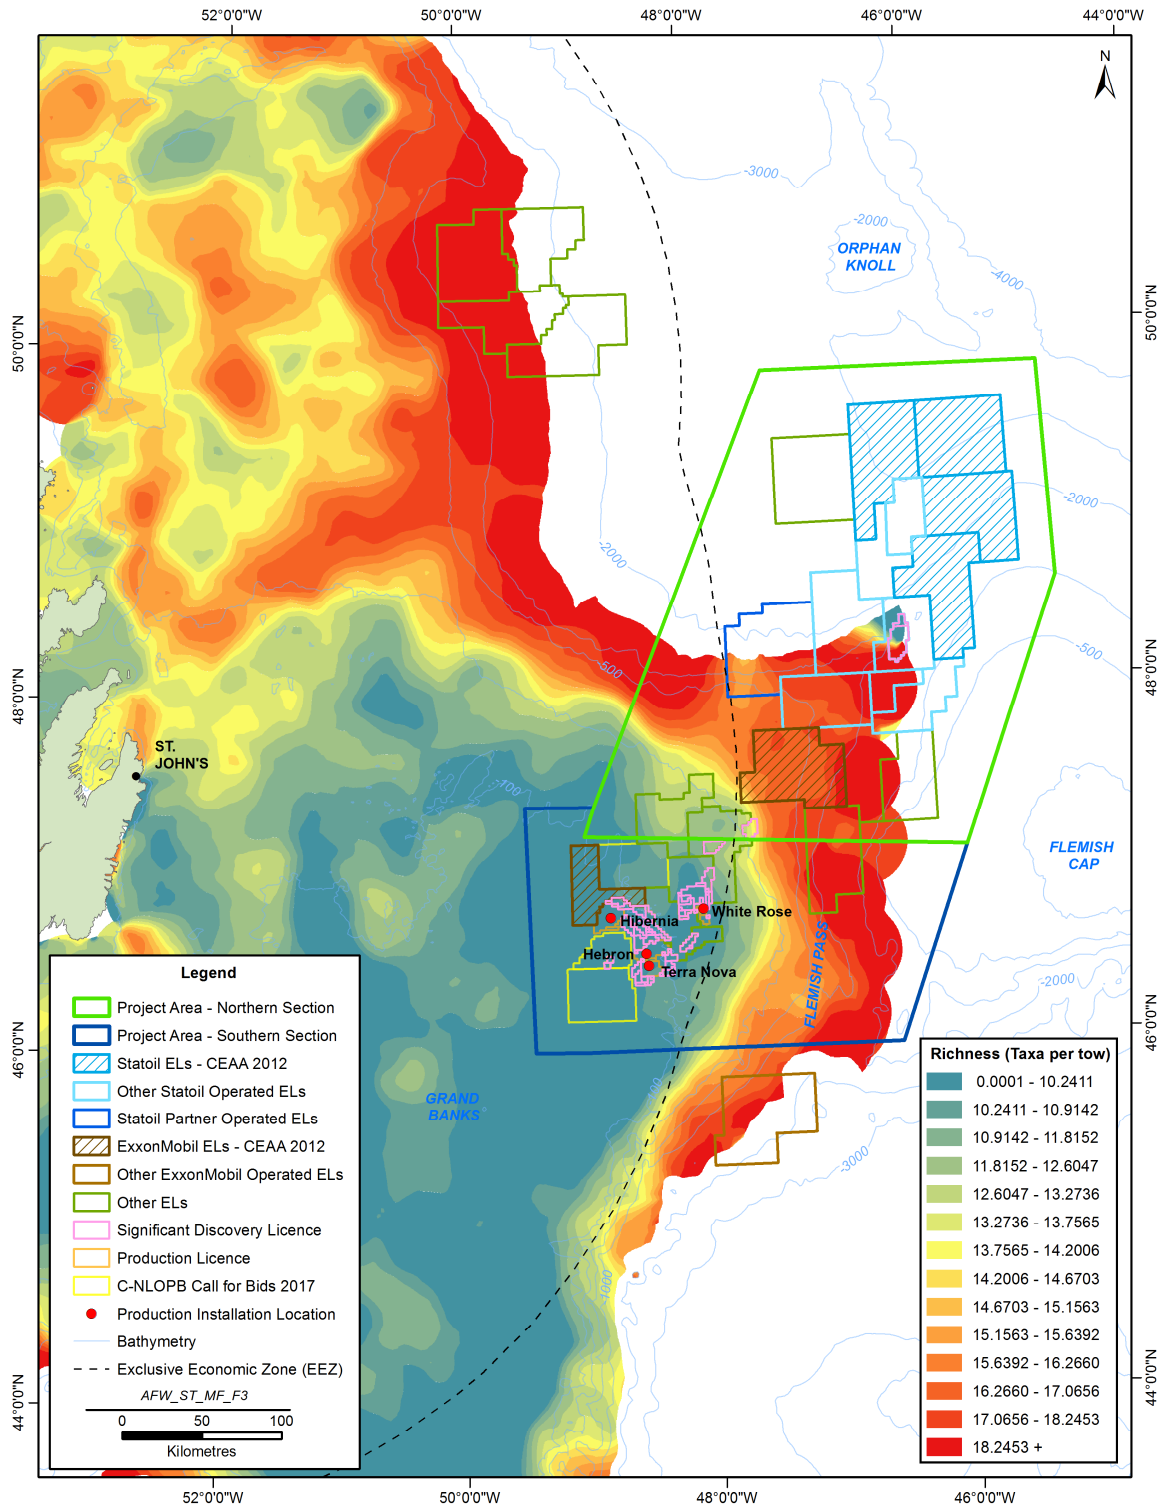 52°0'0"W
50°0'0"W
48°0'0"W
46°0'0"W
44°0'0"W
N
-3000
-2000
ORPHAN
KNOLL
-4000
50°0'0"N
50°0'0"N
-2000
-2000
-500
-500
48°0'0"N
48°0'0"N
ST.
JOHN'S
-100
FLEMISH
CAP
White Rose
Hibernia
Hebron
Terra Nova
FLEMISH PASS
-2000
46°0'0"N
46°0'0"N
-100
GRAND
BANKS
-3000
-1000
44°0'0"N
44°0'0"N
Legend
Project Area - Northern Section
Project Area - Southern Section
Statoil ELs - CEAA 2012
Other Statoil Operated ELs
Statoil Partner Operated ELs
ExxonMobil ELs - CEAA 2012
Other ExxonMobil Operated ELs
Other ELs
Significant Discovery Licence
Production Licence
C-NLOPB Call for Bids 2017
Production Installation Location
Bathymetry
Exclusive Economic Zone (EEZ)
AFW_ST_MF_F3
0 50 100
Kilometres
Richness (Taxa per tow)
0.0001 - 10.2411
10.2411 - 10.9142
10.9142 - 11.8152
11.8152 - 12.6047
12.6047 - 13.2736
13.2736 - 13.7565
13.7565 - 14.2006
14.2006 - 14.6703
14.6703 - 15.1563
15.1563 - 15.6392
15.6392 - 16.2660
16.2660 - 17.0656
17.0656 - 18.2453
18.2453 +
52°0'0"W
50°0'0"W
48°0'0"W
46°0'0"W